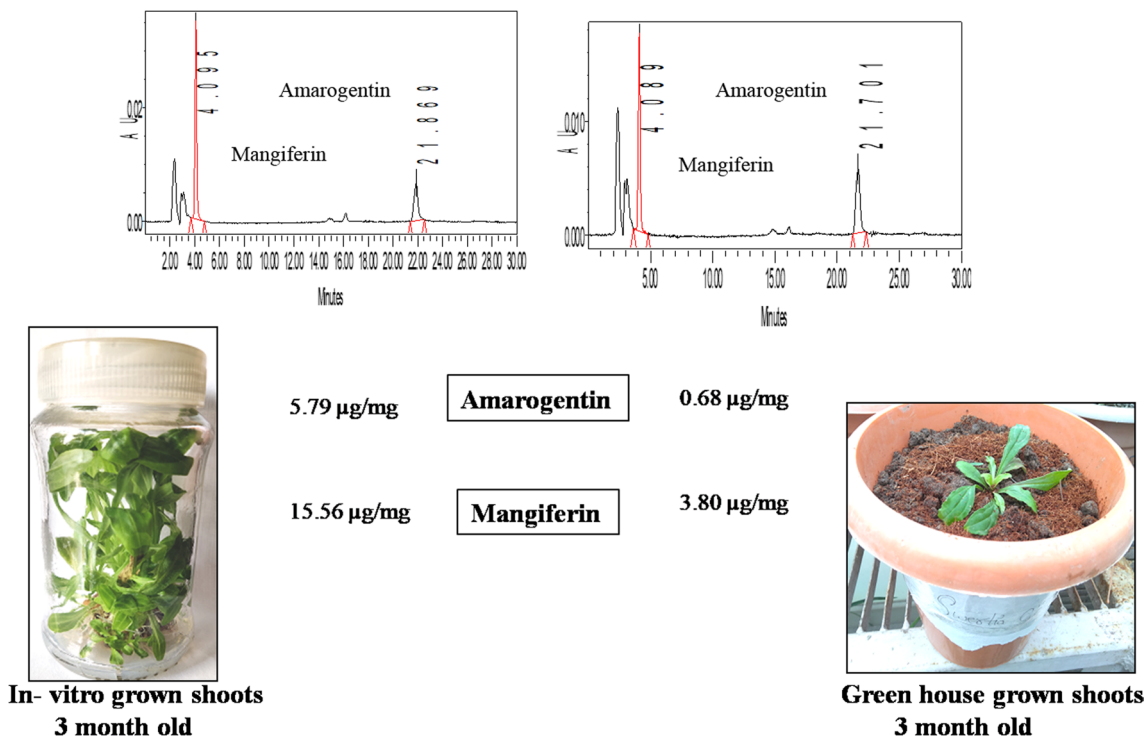 4.095
Amarogentin
21.869
Mangiferin
0.02
AU
0.00
2.00 4.00 6.00 8.00 10.00 12.00 14.00 16.00 18.00 20.00 22.00 24.00 26.00 28.00 30.00
Minutes
4.089
Amarogentin
21.701
Mangiferin
0.010
AU
0.000
5.00 10.00 15.00 20.00 25.00 30.00
Minutes
5.79 µg/mg
Amarogentin
0.68 µg/mg
15.56 µg/mg
Mangiferin
3.80 µg/mg
In- vitro grown shoots
3 month old
Green house grown shoots
3 month old